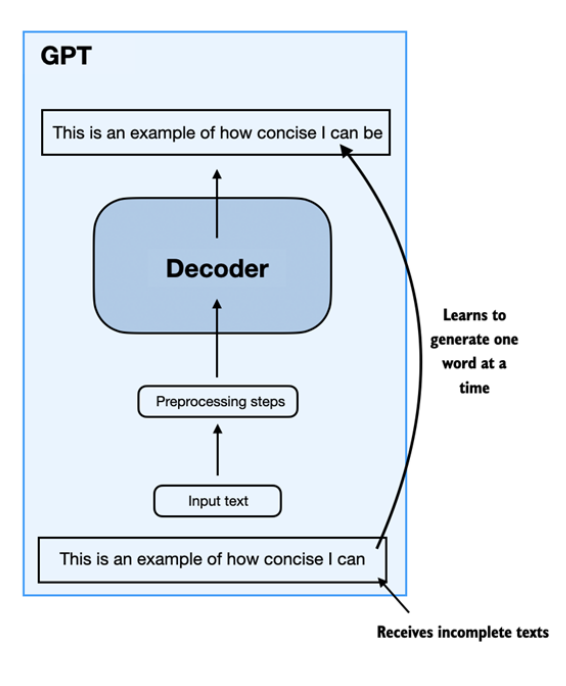 GPT
This is an example of how concise I can be
Decoder
Learns to
generate one
word at a
time
Preprocessing steps
Input text
This is an example of how concise I can
Receives incomplete texts